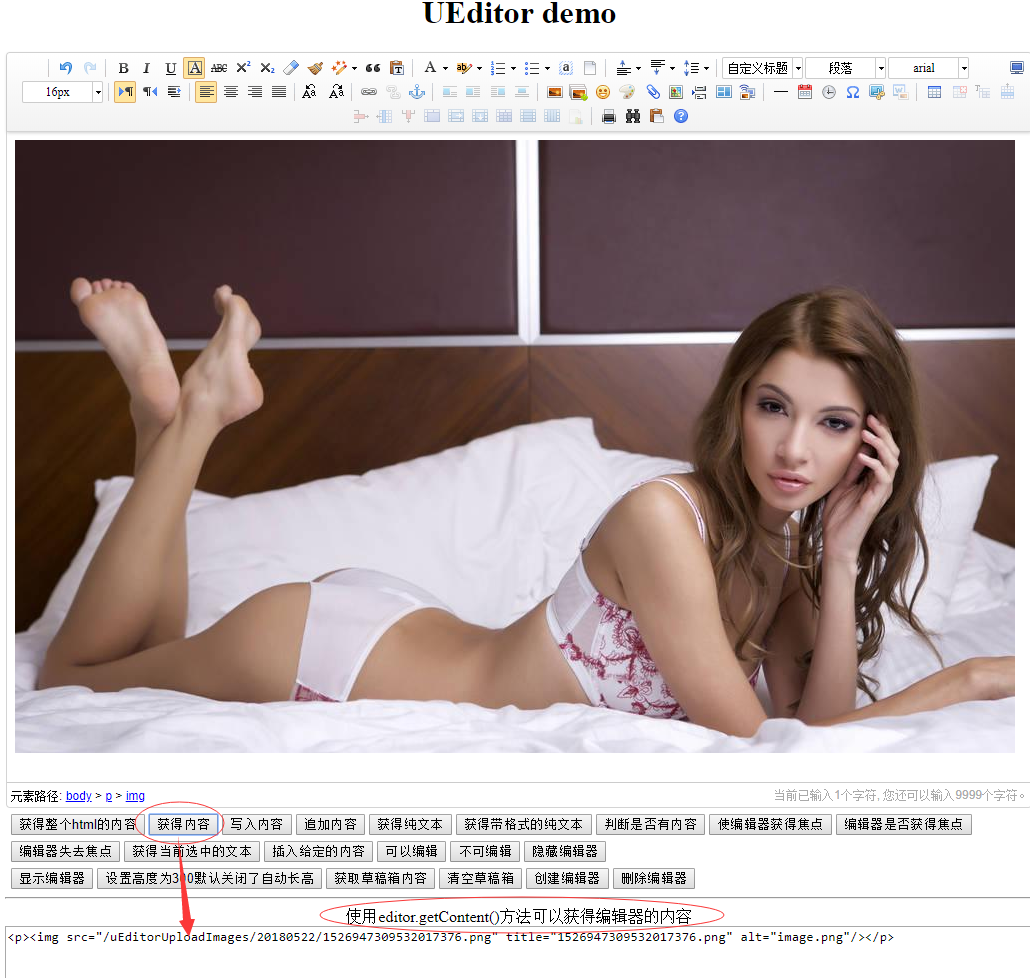 UEditor demo
B I U A ABC X² X₂ A 自定义标题 段落 arial
16px
元素路径: body > p > img 当前已输入1个字符, 您还可以输入9999个字符。
获得整个html的内容 获得内容 写入内容 追加内容 获得纯文本 获得带格式的纯文本 判断是否有内容 使编辑器获得焦点 编辑器是否获得焦点
编辑器失去焦点 获得当前选中的文本 插入给定的内容 可以编辑 不可编辑 隐藏编辑器
显示编辑器 设置高度为300默认关闭了自动长高 获取草稿箱内容 清空草稿箱 创建编辑器 删除编辑器
使用editor.getContent()方法可以获得编辑器的内容
<p><img src="/uEditorUploadImages/20180522/1526947309532017376.png" title="1526947309532017376.png" alt="image.png"/></p>